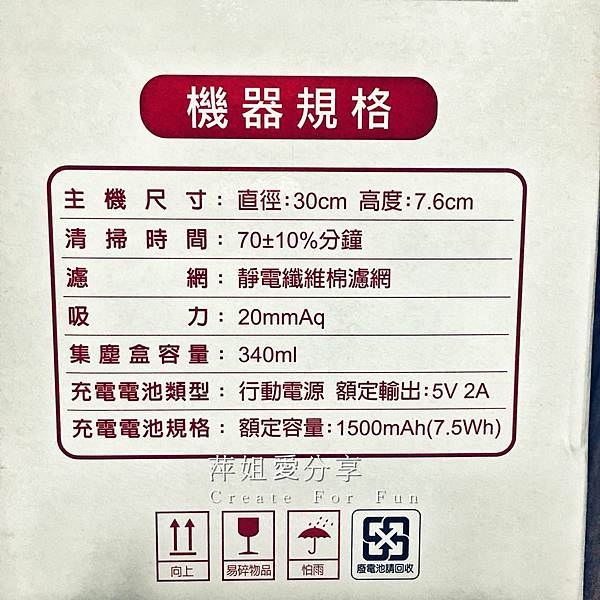 機器規格
主機尺寸：直徑：30cm 高度：7.6cm
清掃時間：70±10%分鐘
濾網：靜電纖維棉濾網
吸力：20mmAq
集塵盒容量：340ml
充電電池類型：行動電源 額定輸出：5V 2A
充電電池規格：額定容量：1500mAh(7.5Wh)
萍姐愛分享
Create For Fun
向上 易碎物品 怕雨 廢電池請回收